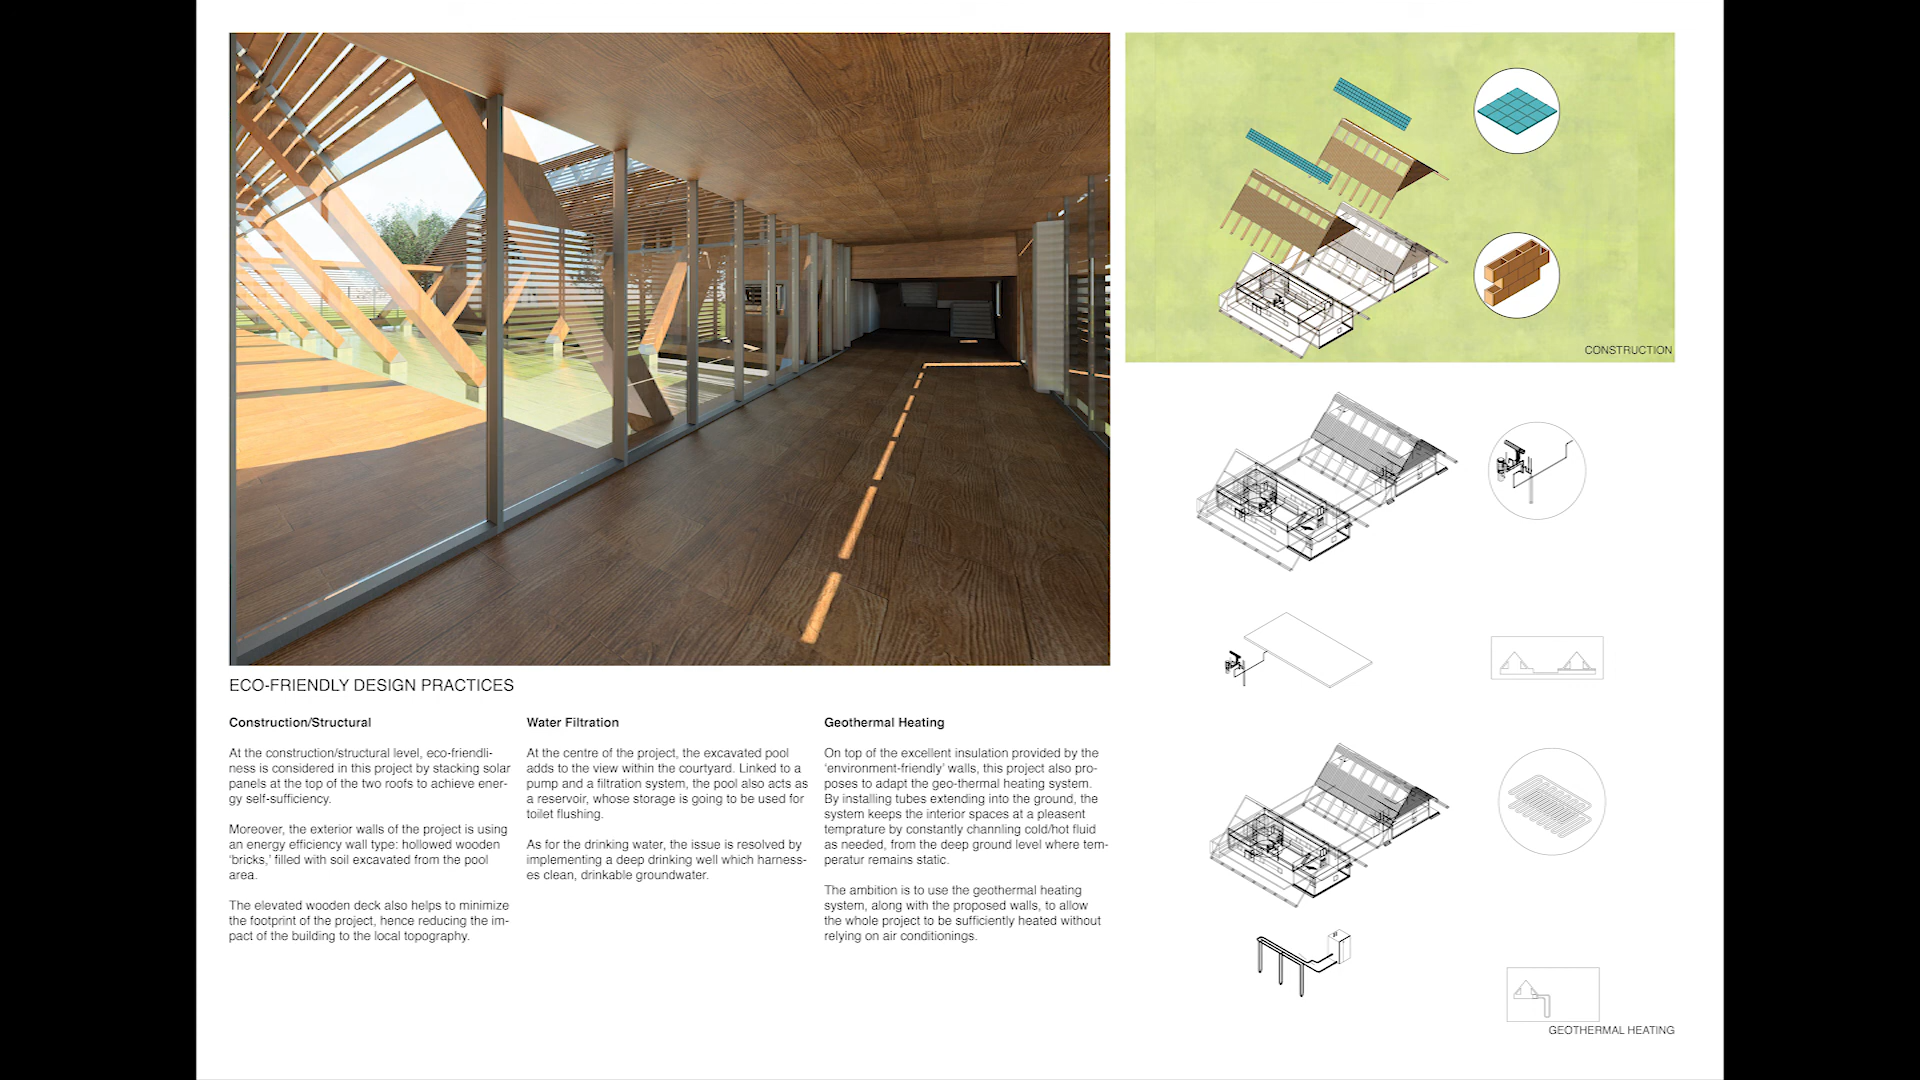 CONSTRUCTION
ECO-FRIENDLY DESIGN PRACTICES
Construction/Structural
At the construction/structural level, eco-friendli-
ness is considered in this project by stacking solar
panels at the top of the two roofs to achieve ener-
gy self-sufficiency.
Moreover, the exterior walls of the project is using
an energy efficiency wall type: hollowed wooden
‘bricks,’ filled with soil excavated from the pool
area.
The elevated wooden deck also helps to minimize
the footprint of the project, hence reducing the im-
pact of the building to the local topography.
Water Filtration
At the centre of the project, the excavated pool
adds to the view within the courtyard. Linked to a
pump and a filtration system, the pool also acts as
a reservoir, whose storage is going to be used for
toilet flushing.
As for the drinking water, the issue is resolved by
implementing a deep drinking well which harness-
es clean, drinkable groundwater.
Geothermal Heating
On top of the excellent insulation provided by the
‘environment-friendly’ walls, this project also pro-
poses to adapt the geo-thermal heating system.
By installing tubes extending into the ground, the
system keeps the interior spaces at a pleasent
temprature by constantly channling cold/hot fluid
as needed, from the deep ground level where tem-
peratur remains static.
The ambition is to use the geothermal heating
system, along with the proposed walls, to allow
the whole project to be sufficiently heated without
relying on air conditionings.
GEOTHERMAL HEATING